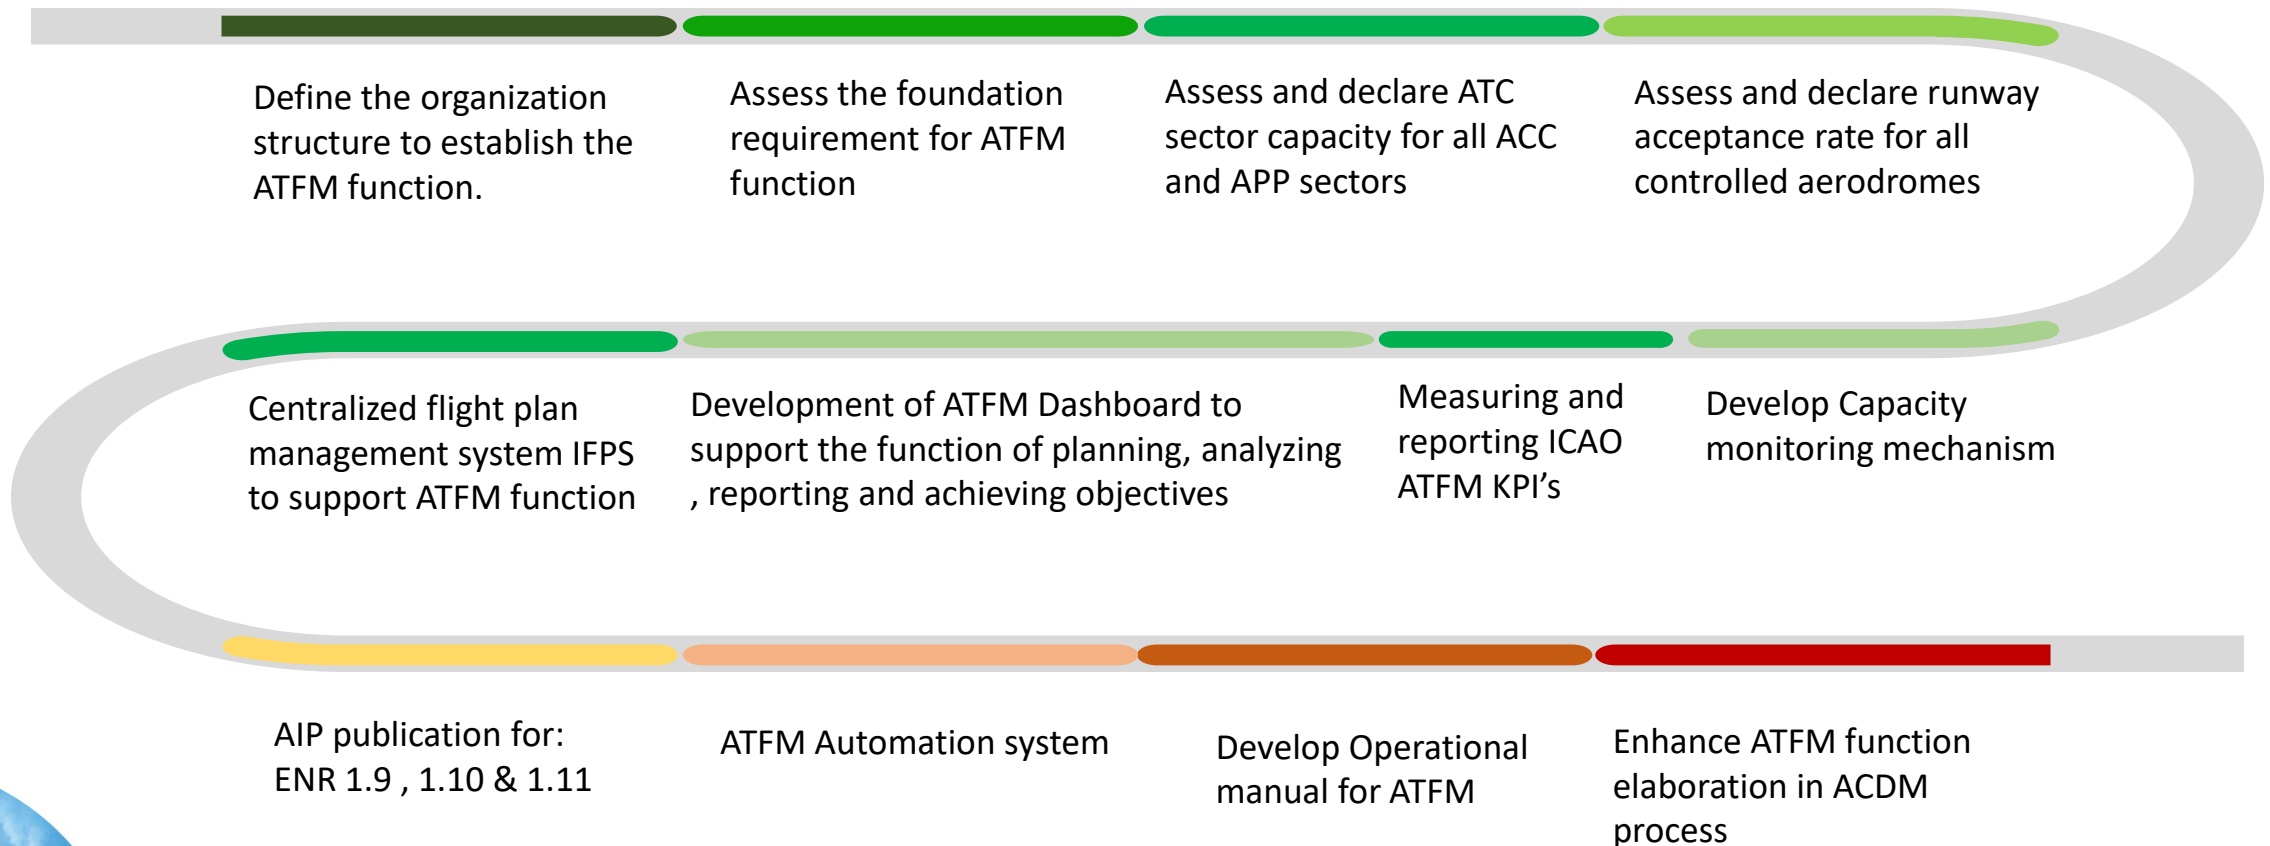 Define the organization
structure to establish the
ATFM function.
Assess the foundation
requirement for ATFM
function
Assess and declare ATC
sector capacity for all ACC
and APP sectors
Assess and declare runway
acceptance rate for all
controlled aerodromes
Centralized flight plan
management system IFPS
to support ATFM function
Development of ATFM Dashboard to
support the function of planning, analyzing
, reporting and achieving objectives
Measuring and
reporting ICAO
ATFM KPI’s
Develop Capacity
monitoring mechanism
AIP publication for:
ENR 1.9 , 1.10 & 1.11
ATFM Automation system
Develop Operational
manual for ATFM
Enhance ATFM function
elaboration in ACDM
process